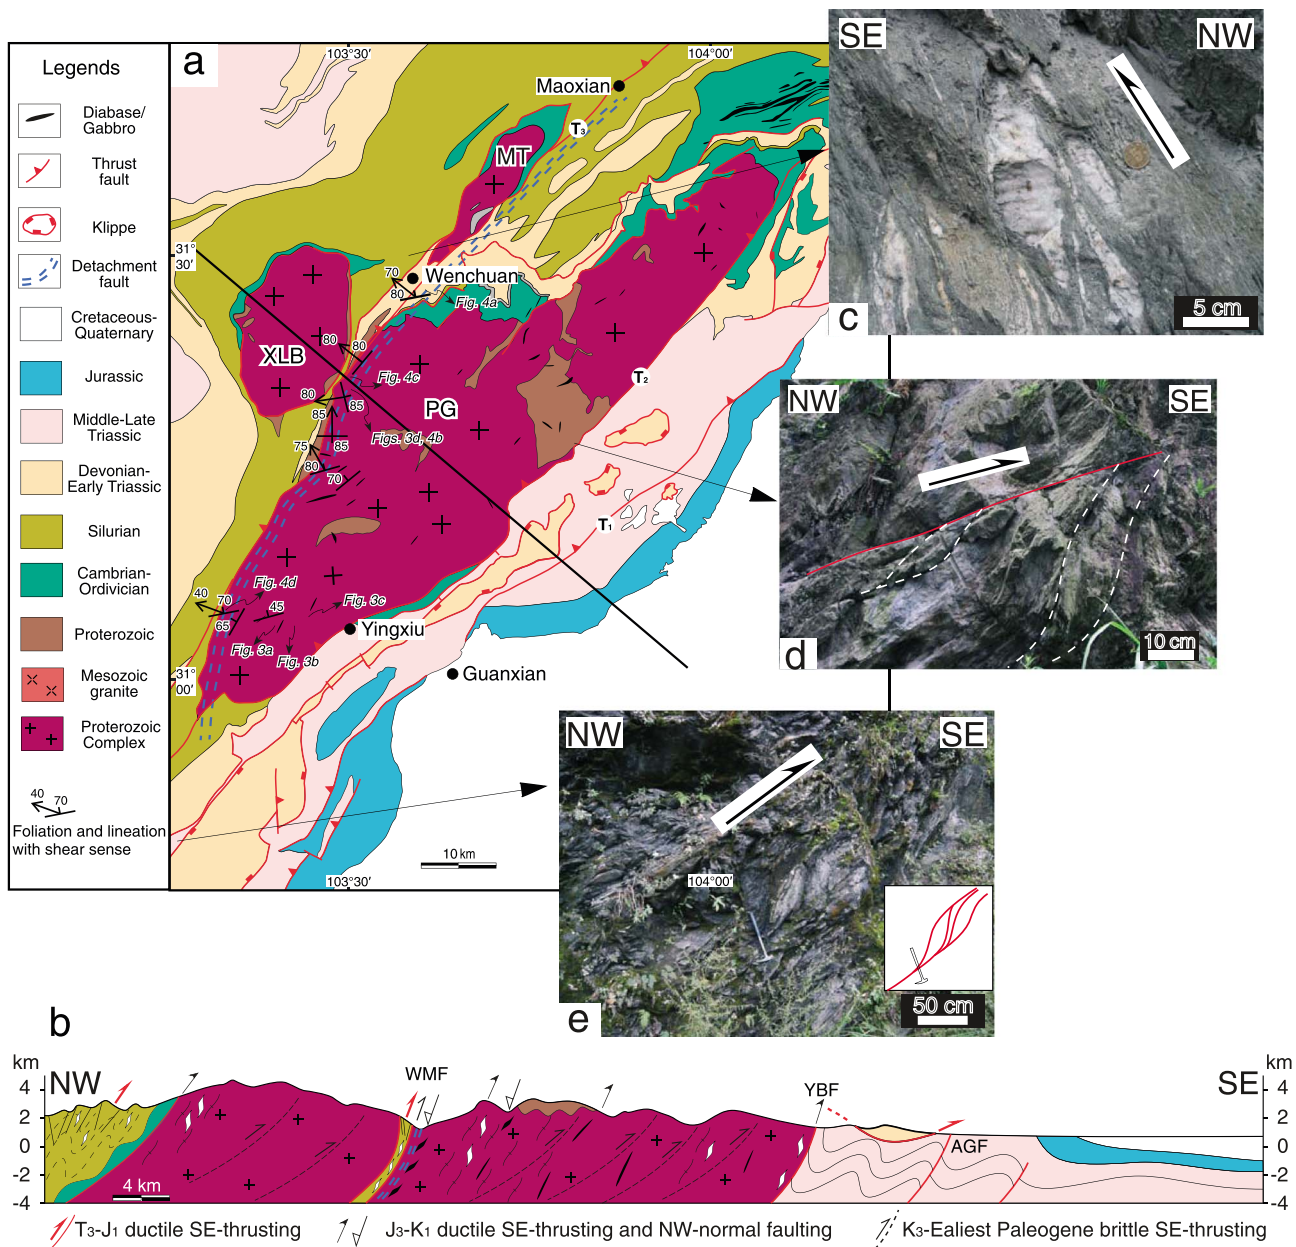 Legends
Diabase/
Gabbro
Thrust
fault
Klippe
Detachment
fault
Cretaceous-
Quaternary
Jurassic
Middle-Late
Triassic
Devonian-
Early Triassic
Silurian
Cambrian-
Ordivician
Proterozoic
Mesozoic
granite
Proterozoic
Complex
40 70
Foliation and lineation
with shear sense
a
103°30′
104°00′
Maoxian
T3
MT
31°
30′
70
Wenchuan
80
Fig. 4a
80
80
XLB
Fig. 4c
T2
80
85
85
PG
Figs. 3d, 4b
75
85
80
70
T1
Fig. 4d
40
70
45
Fig. 3c
65
Yingxiu
Fig. 3a
Fig. 3b
31°
00′
Guanxian
10 km
103°30′
SE
NW
c
5 cm
NW
SE
d
10 cm
NW
SE
104°00′
e
50 cm
b
km
km
NW
SE
WMF
YBF
AGF
4
2
0
-2
-4
4
2
0
-2
-4
4 km
T3-J1 ductile SE-thrusting
J3-K1 ductile SE-thrusting and NW-normal faulting
K3-Ealiest Paleogene brittle SE-thrusting